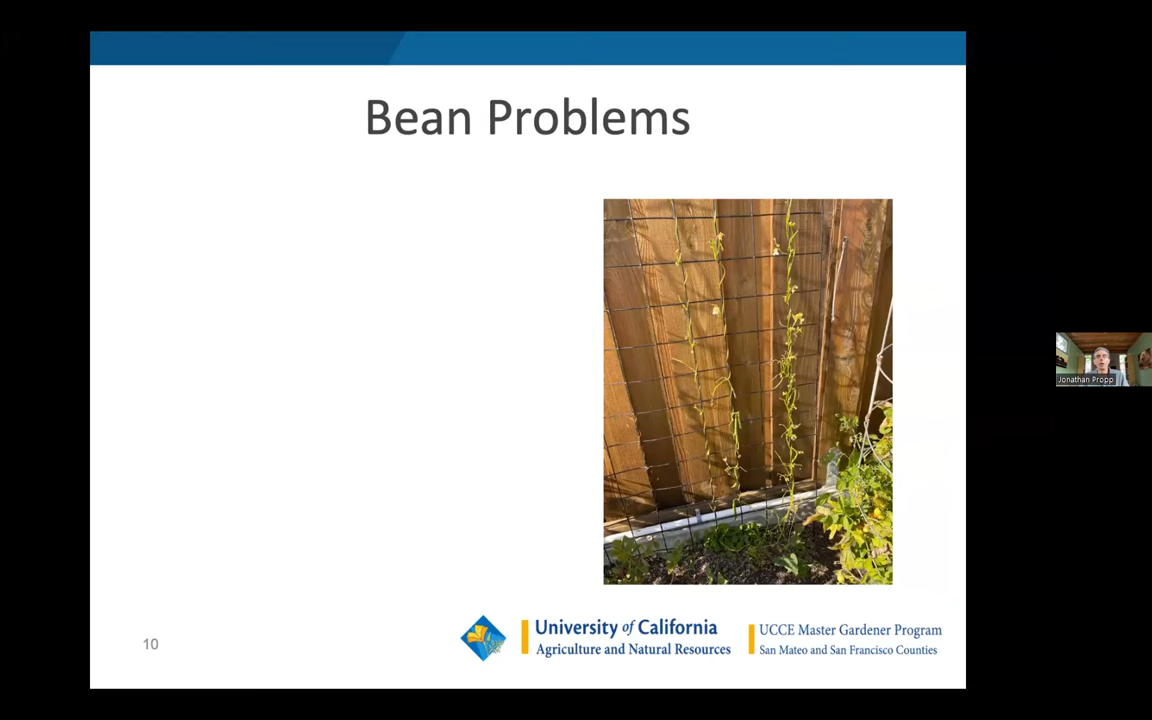 Bean Problems
Jonathan Propp
10
University of California
Agriculture and Natural Resources
UCCE Master Gardener Program
San Mateo and San Francisco Counties